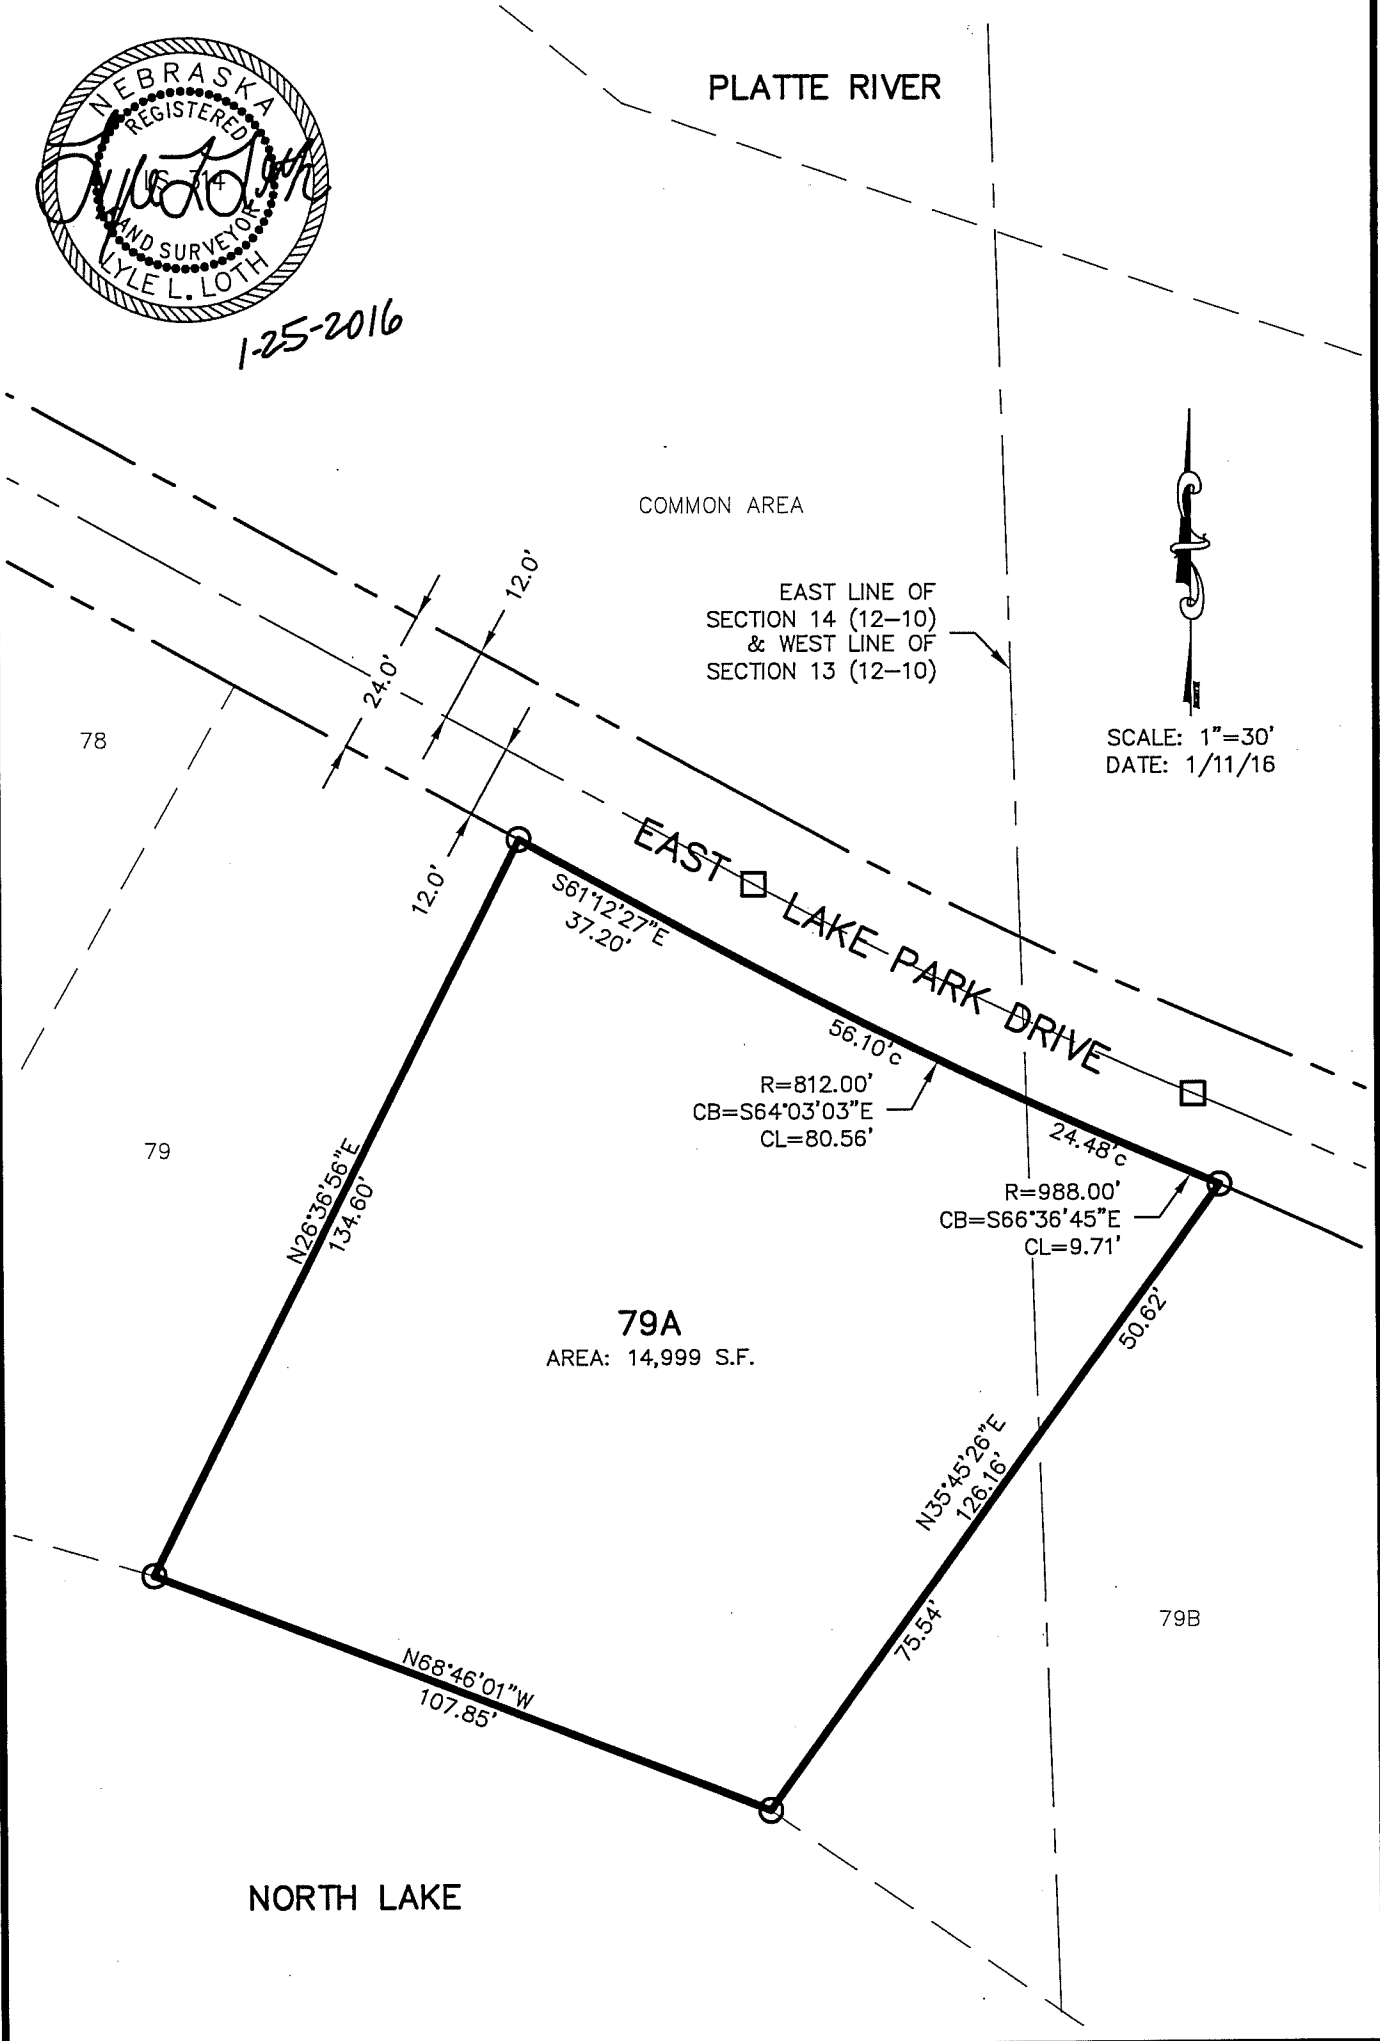 PLATTE RIVER
NEBRASKA
REGISTERED
LS 314
LAND SURVEYOR
LYLE L. LOTH
1-25-2016
COMMON AREA
12.0'
24.0'
EAST LINE OF
SECTION 14 (12–10)
& WEST LINE OF
SECTION 13 (12–10)
SCALE: 1"=30'
DATE: 1/11/16
78
12.0'
EAST LAKE PARK DRIVE
S61°12'27"E
37.20'
56.10'c
R=812.00'
CB=S64°03'03"E
CL=80.56'
24.48'c
R=988.00'
CB=S66°36'45"E
CL=9.71'
79
N26°36'56"E
134.60'
79A
AREA: 14,999 S.F.
50.62'
N35°45'26"E
126.16'
75.54'
79B
N68°46'01"W
107.85'
NORTH LAKE